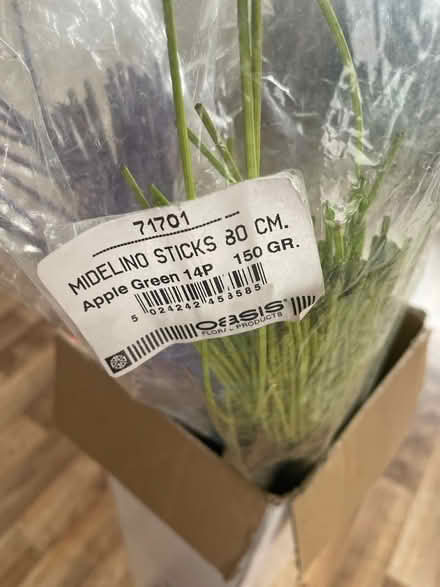 71701
MIDELINO STICKS 80 CM.
Apple Green 14P 150 GR.
5 024242 453585
OASIS®
FLORAL PRODUCTS